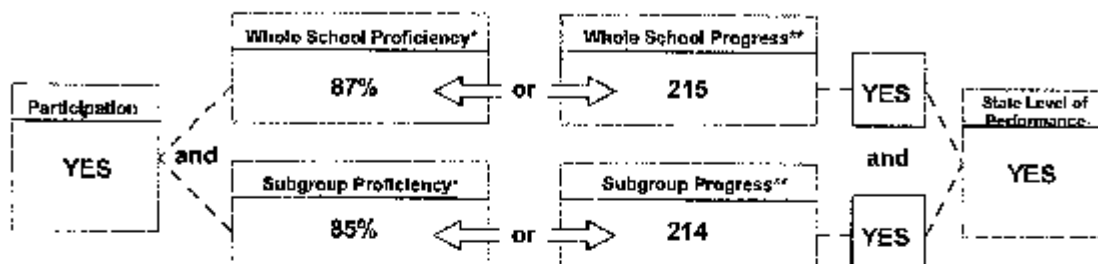 Whole School Proficiency*
Whole School Progress**
87%
or
215
YES
Participation
State Level of
Performance
YES
and
and
YES
Subgroup Proficiency*
Subgroup Progress**
85%
or
214
YES